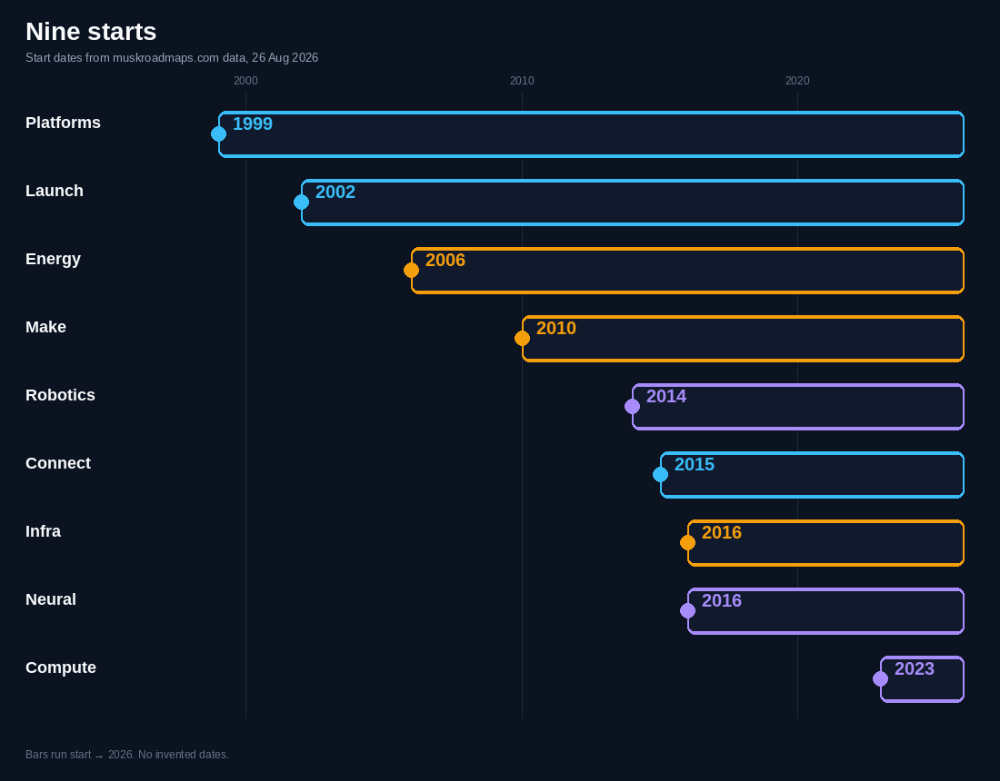 Nine starts
Start dates from muskroadmaps.com data, 26 Aug 2026
2000 2010 2020
Platforms 1999
Launch 2002
Energy 2006
Make 2010
Robotics 2014
Connect 2015
Infra 2016
Neural 2016
Compute 2023
Bars run start → 2026. No invented dates.